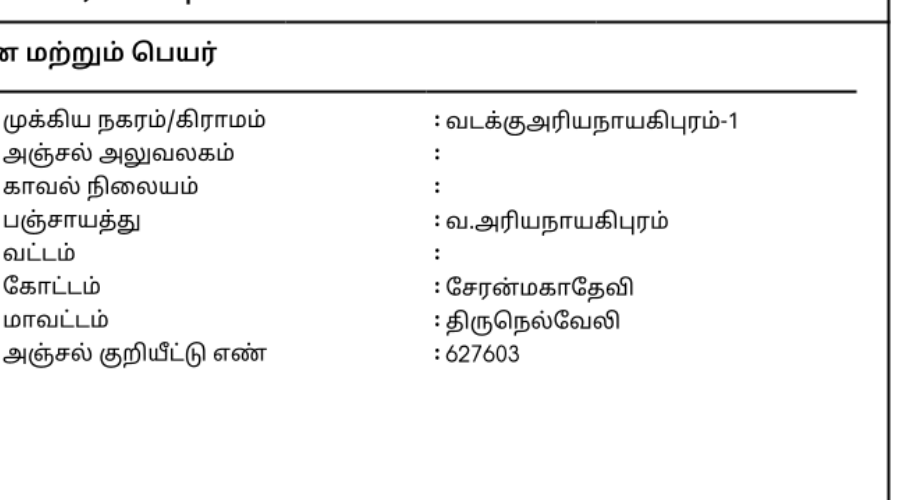 மற்றும் பெயர்
முக்கிய நகரம்/கிராமம் : வடக்குஅரியநாயகிபுரம்-1
அஞ்சல் அலுவலகம் :
காவல் நிலையம் :
பஞ்சாயத்து : வ.அரியநாயகிபுரம்
வட்டம் :
கோட்டம் : சேரன்மகாதேவி
மாவட்டம் : திருநெல்வேலி
அஞ்சல் குறியீட்டு எண் : 627603